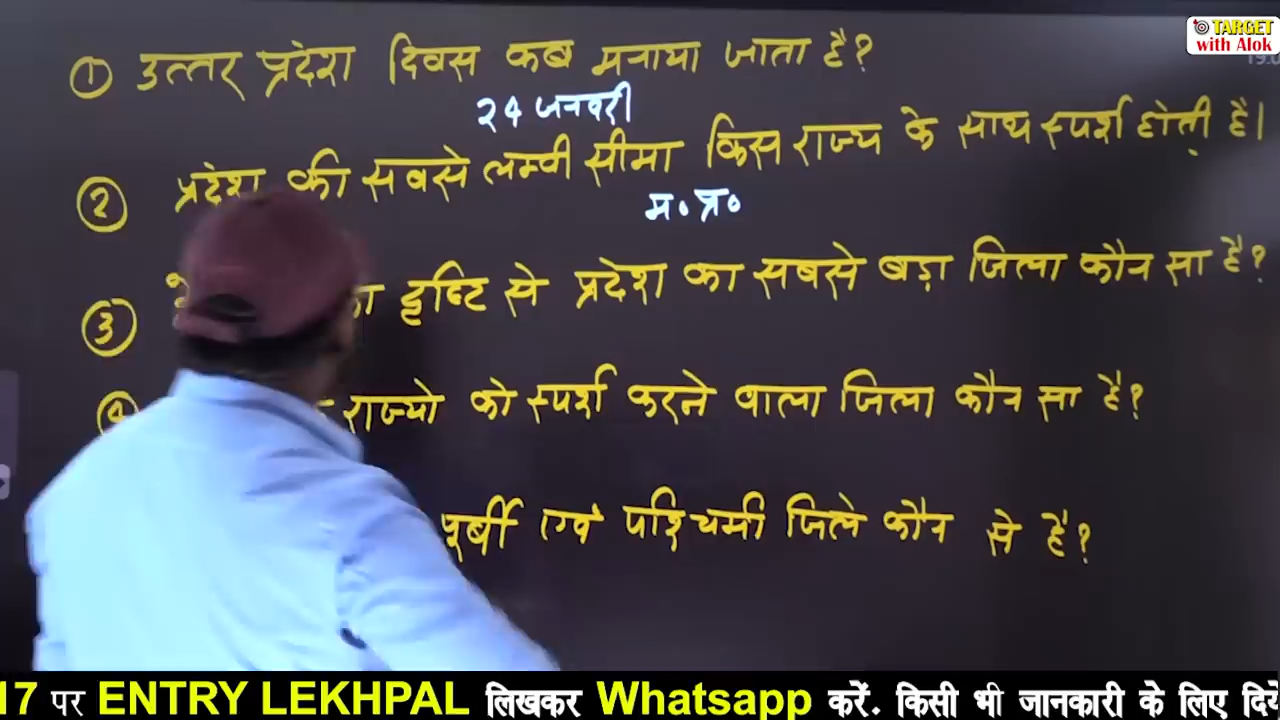 TARGET
with Alok
① उत्तर प्रदेश दिवस कब मनाया जाता है?
२४ जनवरी
② प्रदेश की सबसे लम्बी सीमा किस राज्य के साथ स्पर्श होती है।
म॰ प्र॰
③ दृष्टि से प्रदेश का सबसे बड़ा जिला कौन सा है?
④ राज्यो को स्पर्श करने वाला जिला कौन सा है?
पूर्बी एवं पश्चिमी जिले कौन से हैं?
17 पर ENTRY LEKHPAL लिखकर Whatsapp करें. किसी भी जानकारी के लिए दिये